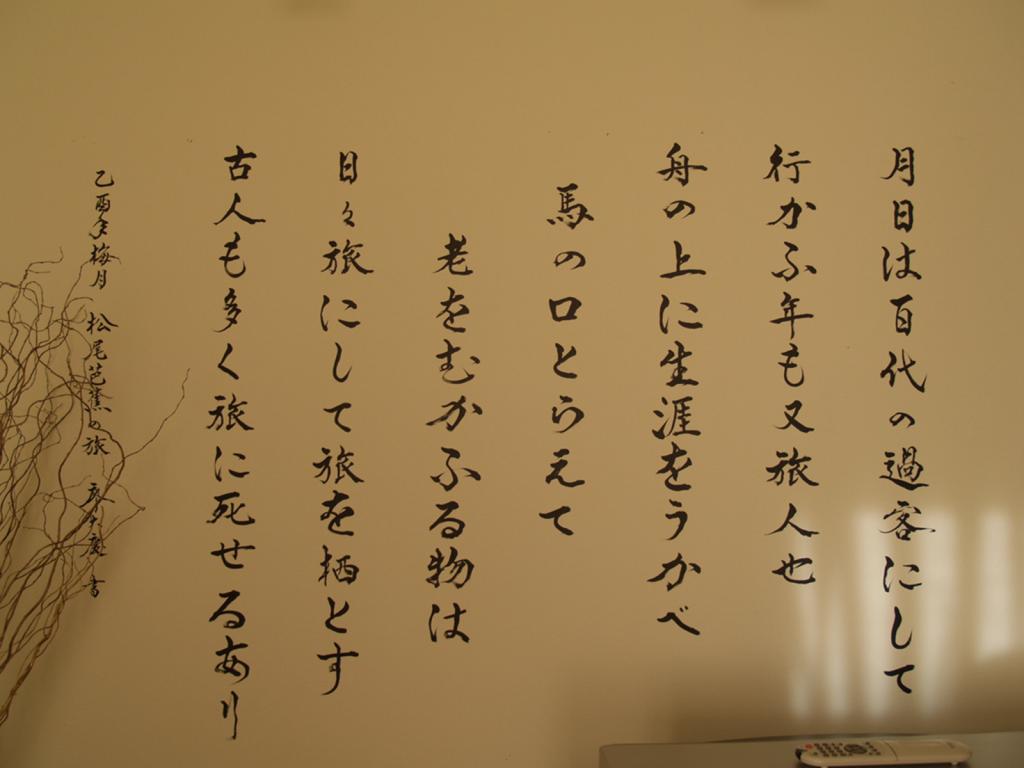 月日は百代の過客にして
行かふ年も又旅人也
舟の上に生涯をうかべ
馬の口とらえて
老をむかふる物は
日々旅にして旅を栖とす
古人も多く旅に死せるあり
乙酉年梅月 松尾芭蕉の旅 書